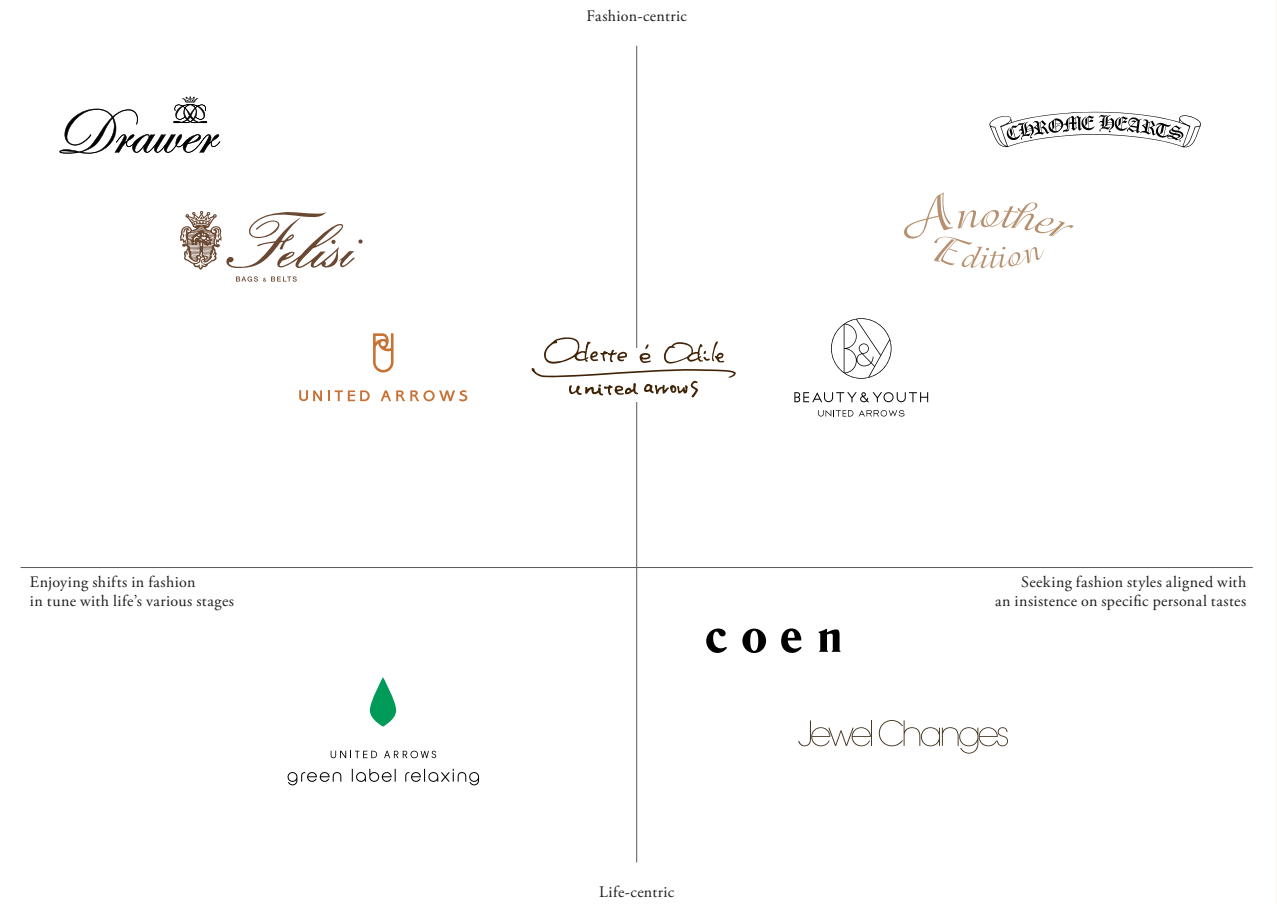 Fashion-centric
Drawer
CHROME HEARTS
Another
Edition
Felisi
BAGS & BELTS
UNITED ARROWS
Odette é Odile
united arrows
B&Y
BEAUTY&YOUTH
UNITED ARROWS
Enjoying shifts in fashion
in tune with life’s various stages
Seeking fashion styles aligned with
an insistence on specific personal tastes
coen
Jewel Changes
UNITED ARROWS
green label relaxing
Life-centric